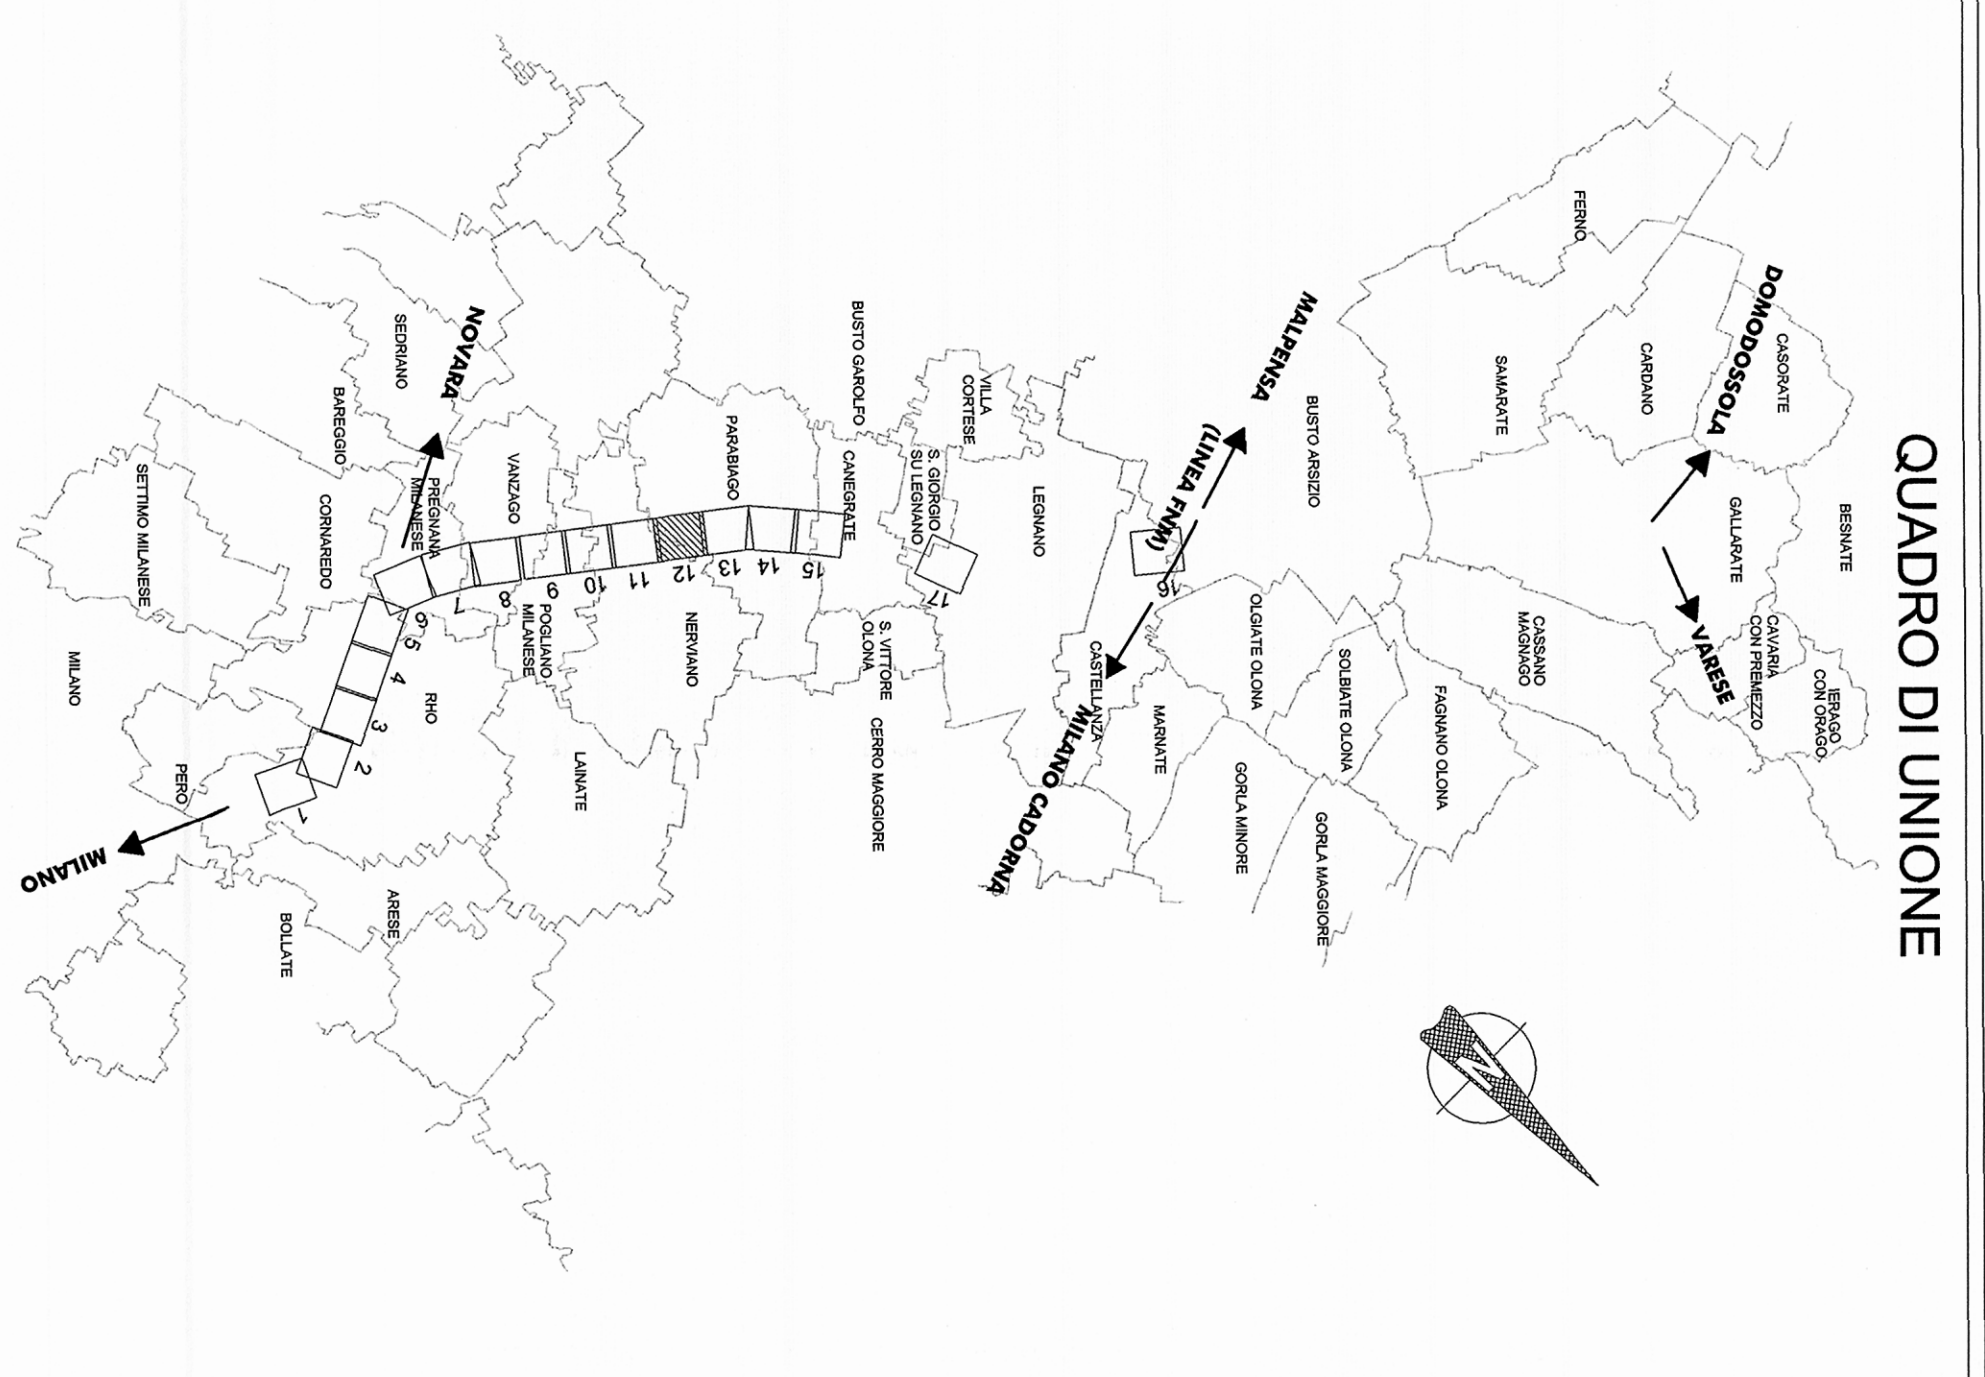 QUADRO DI UNIONE
BESNATE
IERAGO
CON ORAGO
CASORATE
DOMODOSSOLA
CAVARIA
CON PREMEZZO
GALLARATE
VARESE
CARDANO
FERNO
SAMARATE
CASSANO
MAGNAGO
FAGNANO OLONA
SOLBIATE OLONA
GORLA MAGGIORE
BUSTO ARSIZIO
MALPENSA
(LINEA FNM)
OLGIATE OLONA
GORLA MINORE
MARNATE
CASTELLANZA
MILANO CADORNA
LEGNANO
VILLA
CORTESE
S. GIORGIO
SU LEGNANO
BUSTO GAROLFO
CANEGRATE
S. VITTORE
OLONA
CERRO MAGGIORE
PARABIAGO
NERVIANO
LAINATE
POGLIANO
MILANESE
VANZAGO
NOVARA
PREGNANA
MILANESE
RHO
SEDRIANO
BAREGGIO
CORNAREDO
ARESE
BOLLATE
PERO
SETTIMO MILANESE
MILANO
MILANO
1
2
3
4
5
6
7
8
9
10
11
12
13
14
15
16
17
N